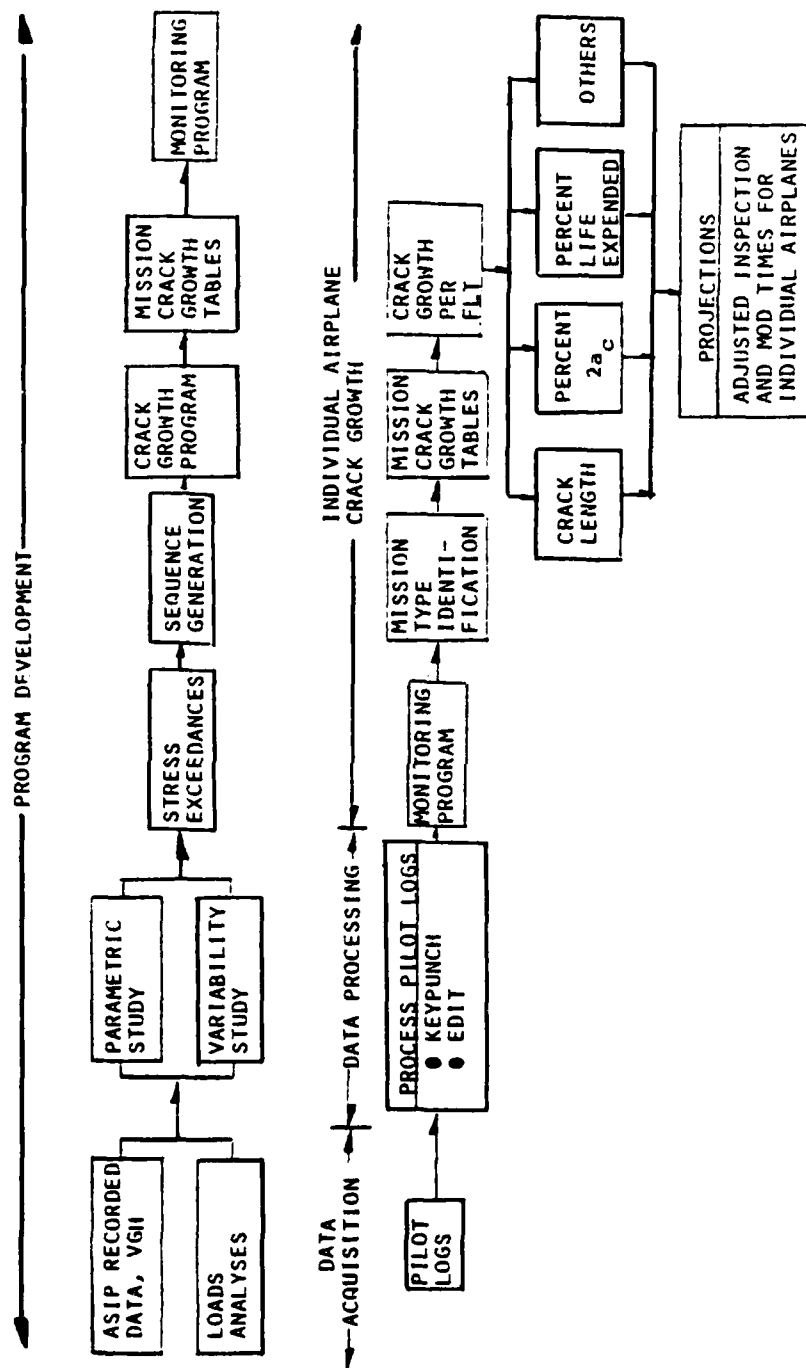 PROGRAM DEVELOPMENT
ASIP RECORDED
DATA, VGH
LOADS
ANALYSES
PARAMETRIC
STUDY
VARIABILITY
STUDY
STRESS
EXCEEDANCES
SEQUENCE
GENERATION
CRACK
GROWTH
PROGRAM
MISSION
CRACK
GROWTH
TABLES
MONITORING
PROGRAM
DATA
ACQUISITION
DATA PROCESSING
INDIVIDUAL AIRPLANE
CRACK GROWTH
PILOT
LOGS
PROCESS PILOT LOGS
● KEYPUNCH
● EDIT
MONITORING
PROGRAM
MISSION
TYPE
IDENTI-
FICATION
MISSION
CRACK
GROWTH
TABLES
CRACK
GROWTH
PER
FLT
CRACK
LENGTH
PERCENT
2a c
PERCENT
LIFE
EXPENDED
OTHERS
PROJECTIONS
ADJUSTED INSPECTION
AND MOD TIMES FOR
INDIVIDUAL AIRPLANES